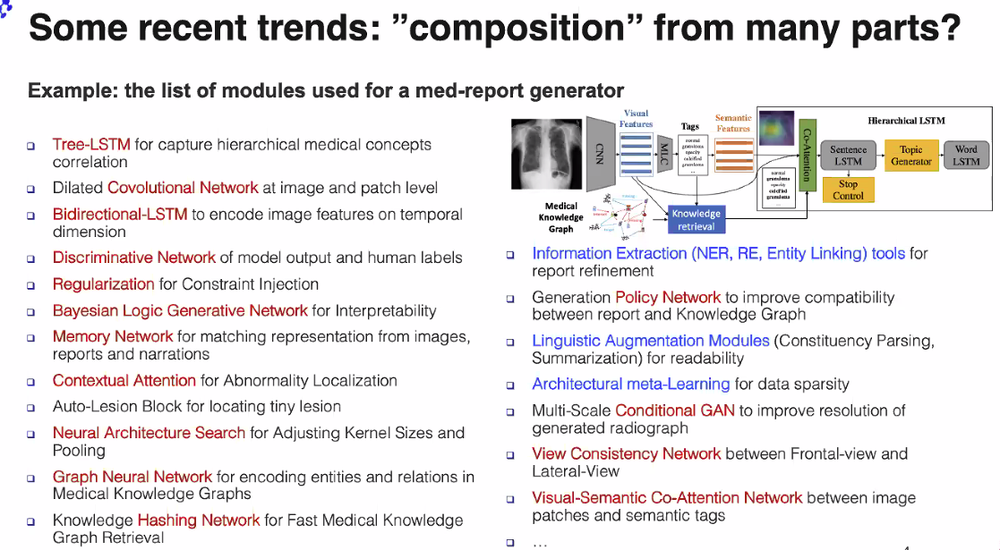 Some recent trends: ”composition” from many parts?
Example: the list of modules used for a med-report generator
Tree-LSTM for capture hierarchical medical concepts
correlation
Dilated Covolutional Network at image and patch level
Bidirectional-LSTM to encode image features on temporal
dimension
Discriminative Network of model output and human labels
Regularization for Constraint Injection
Bayesian Logic Generative Network for Interpretability
Memory Network for matching representation from images,
reports and narrations
Contextual Attention for Abnormality Localization
Auto-Lesion Block for locating tiny lesion
Neural Architecture Search for Adjusting Kernel Sizes and
Pooling
Graph Neural Network for encoding entities and relations in
Medical Knowledge Graphs
Knowledge Hashing Network for Fast Medical Knowledge
Graph Retrieval
CNN
Visual
Features
MLC
Tags
normal
granuloma
opacity
calcified
granuloma
...
Semantic
Features
normal
granuloma
opacity
calcified
granuloma
...
Co-Attention
Hierarchical LSTM
Sentence
LSTM
Topic
Generator
Word
LSTM
Stop
Control
Medical
Knowledge
Graph
Knowledge
retrieval
Information Extraction (NER, RE, Entity Linking) tools for
report refinement
Generation Policy Network to improve compatibility
between report and Knowledge Graph
Linguistic Augmentation Modules (Constituency Parsing,
Summarization) for readability
Architectural meta-Learning for data sparsity
Multi-Scale Conditional GAN to improve resolution of
generated radiograph
View Consistency Network between Frontal-view and
Lateral-View
Visual-Semantic Co-Attention Network between image
patches and semantic tags
...